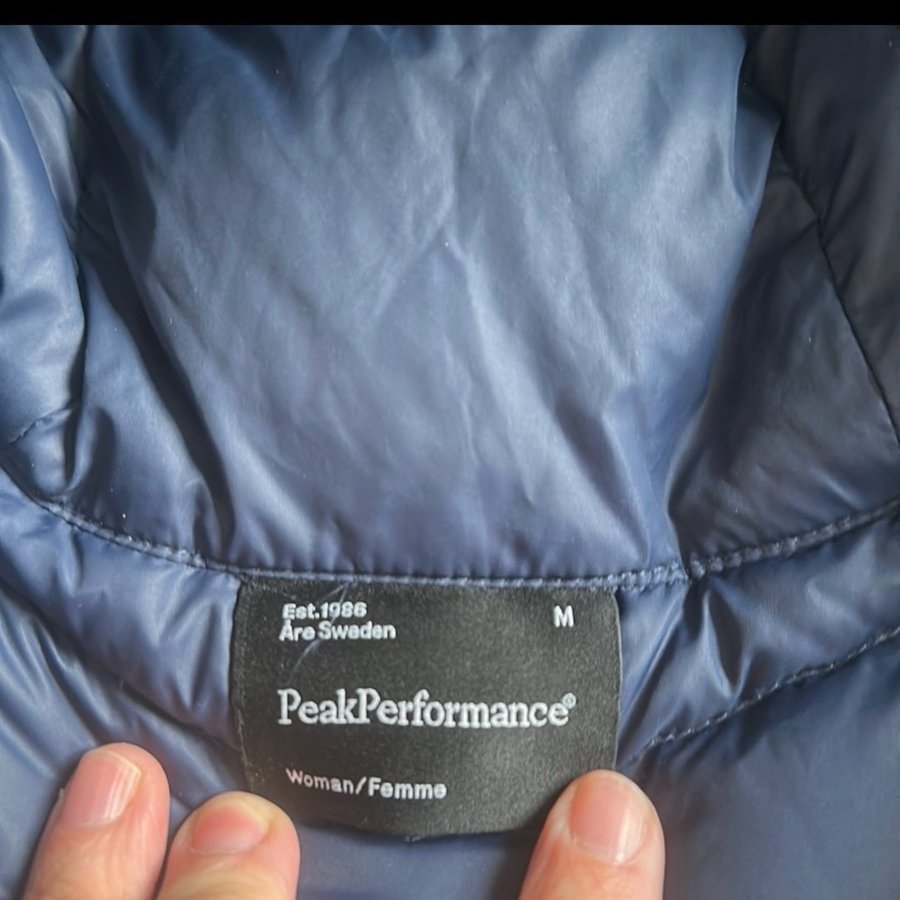 Est.1986
M
Åre Sweden
PeakPerformance®
Woman/Femme